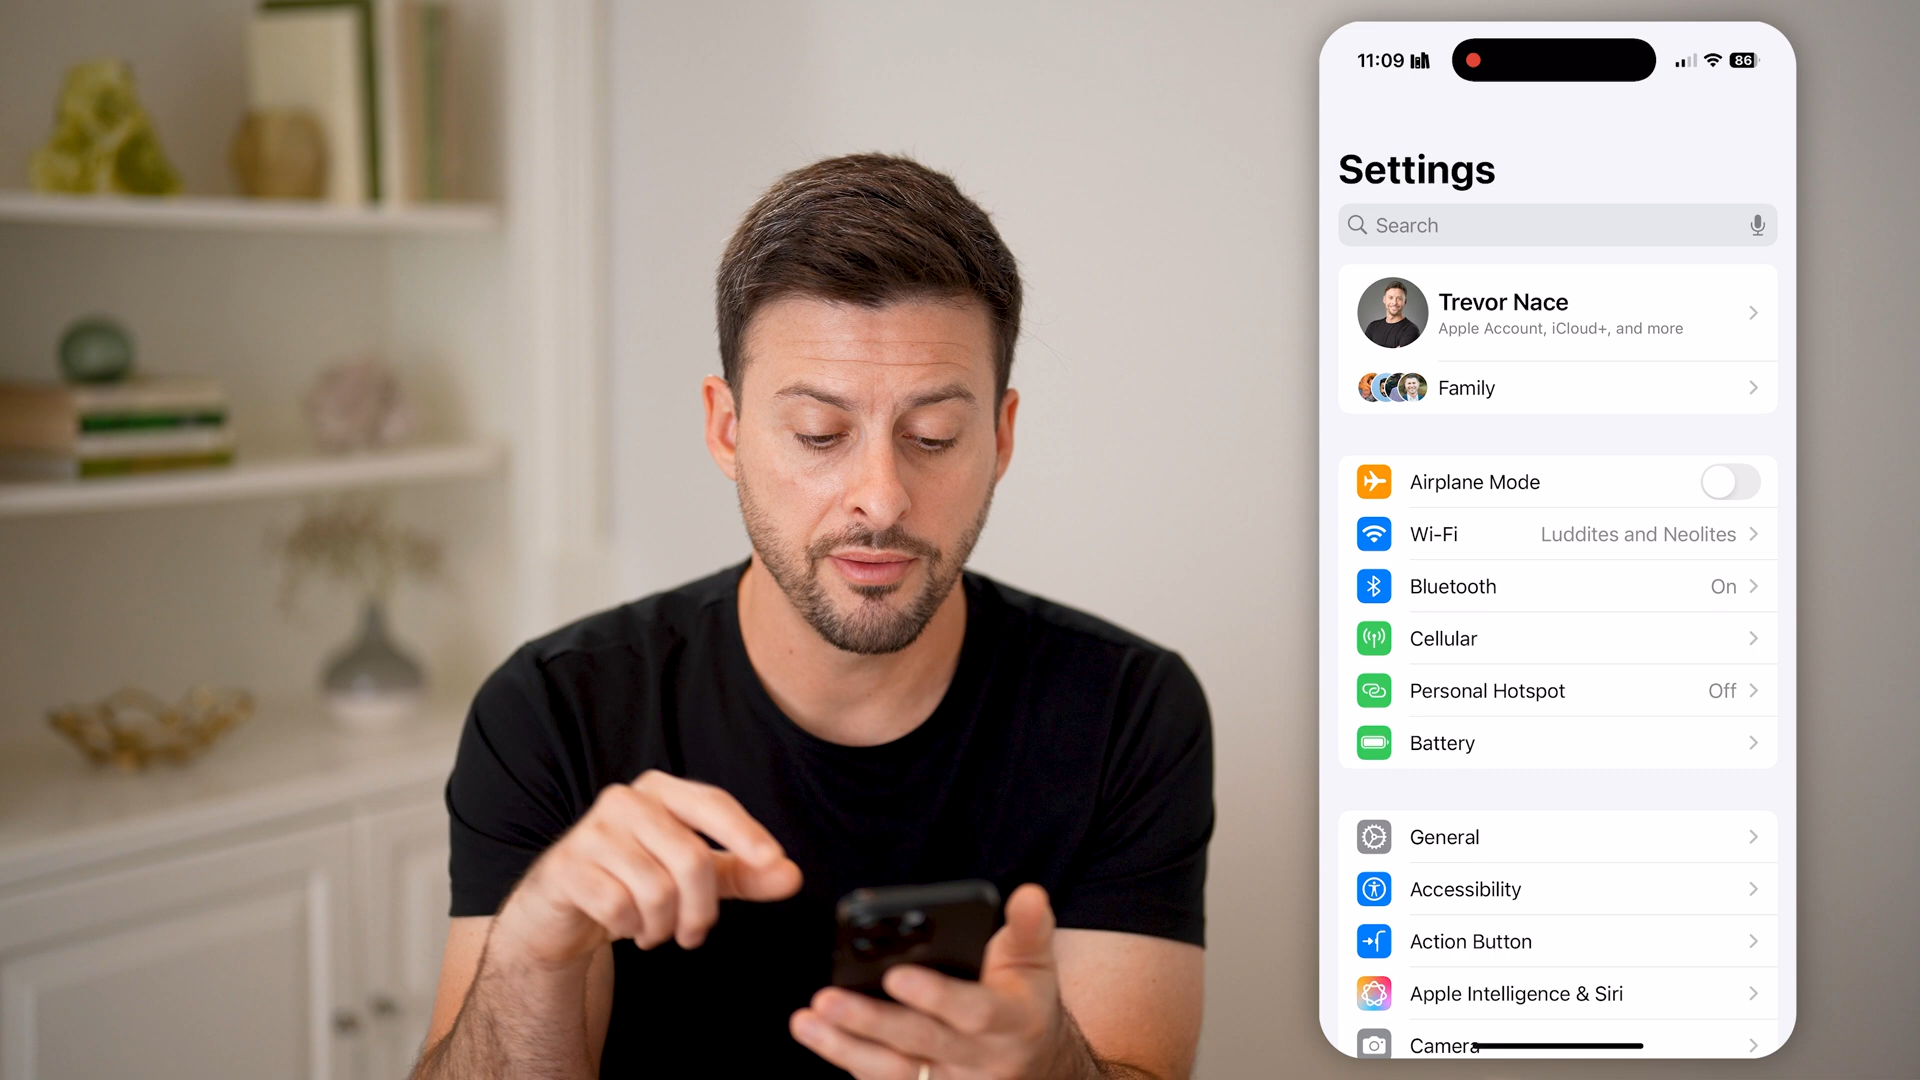 11:09
86
Settings
Search
Trevor Nace
Apple Account, iCloud+, and more
Family
Airplane Mode
Wi-Fi Luddites and Neolites
Bluetooth On
Cellular
Personal Hotspot Off
Battery
General
Accessibility
Action Button
Apple Intelligence & Siri
Camera